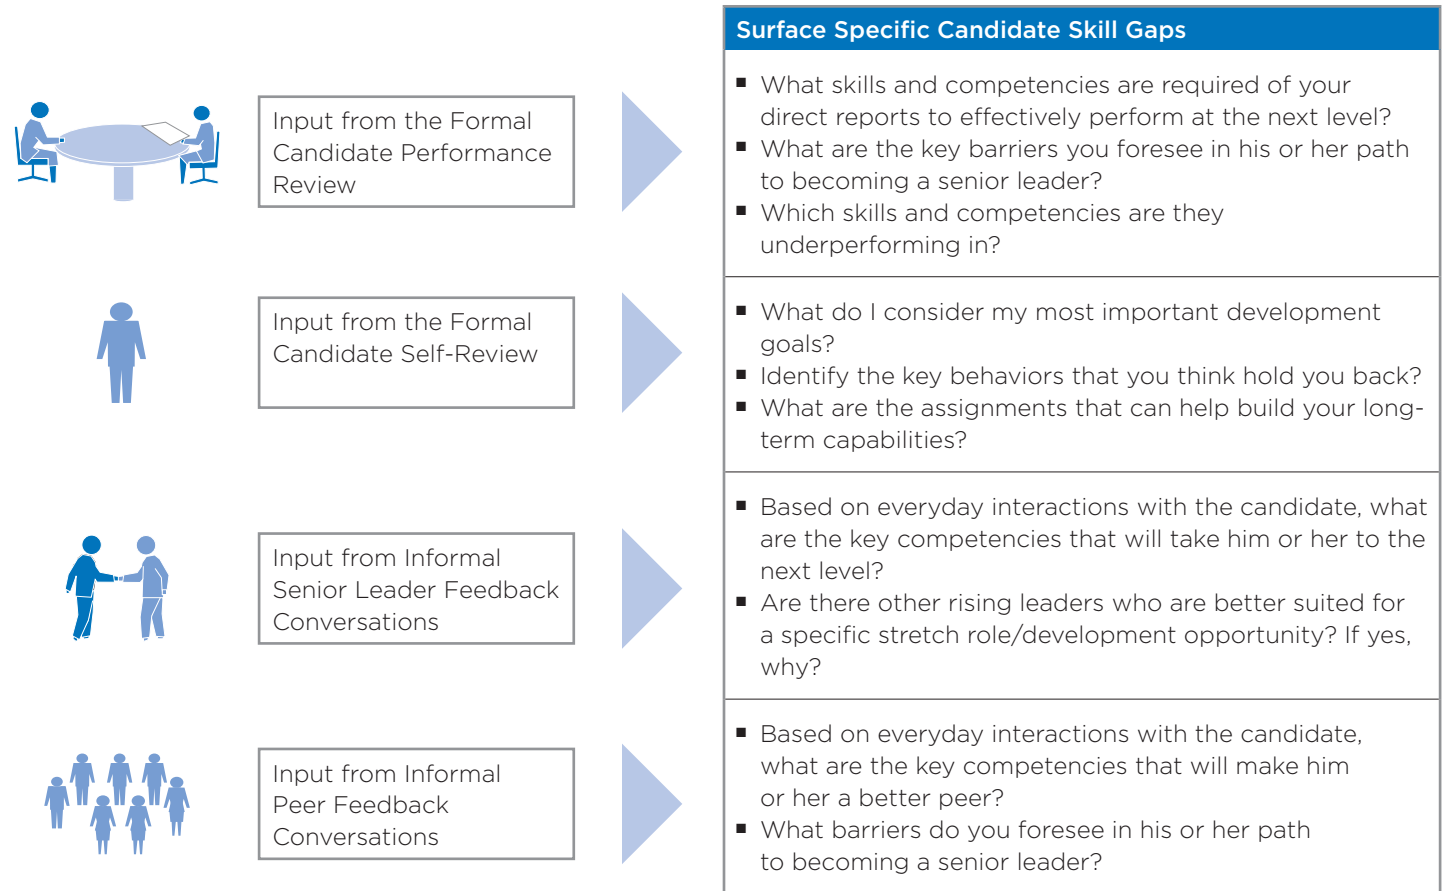 Surface Specific Candidate Skill Gaps
Input from the Formal
Candidate Performance
Review
■ What skills and competencies are required of your
direct reports to effectively perform at the next level?
■ What are the key barriers you foresee in his or her path
to becoming a senior leader?
■ Which skills and competencies are they
underperforming in?
Input from the Formal
Candidate Self-Review
■ What do I consider my most important development
goals?
■ Identify the key behaviors that you think hold you back?
■ What are the assignments that can help build your long-
term capabilities?
Input from Informal
Senior Leader Feedback
Conversations
■ Based on everyday interactions with the candidate, what
are the key competencies that will take him or her to the
next level?
■ Are there other rising leaders who are better suited for
a specific stretch role/development opportunity? If yes,
why?
Input from Informal
Peer Feedback
Conversations
■ Based on everyday interactions with the candidate,
what are the key competencies that will make him
or her a better peer?
■ What barriers do you foresee in his or her path
to becoming a senior leader?